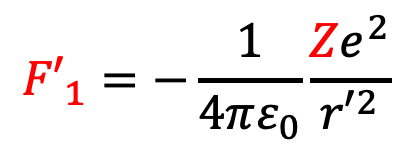 F′₁ = − 1/(4πε₀) Ze²/r′²